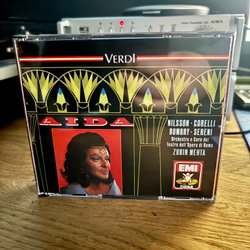 VERDI
AIDA
NILSSON · CORELLI
BUMBRY · SERENI
Orchestra e Coro del
Teatro dell'Opera di Roma
ZUBIN MEHTA
EMI